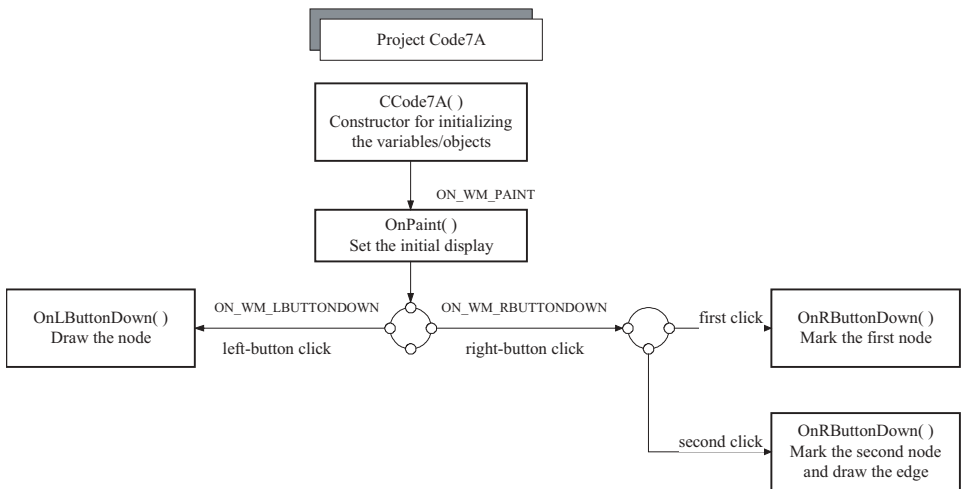 Project Code7A
CCode7A( )
Constructor for initializing
the variables/objects
ON_WM_PAINT
OnPaint( )
Set the initial display
ON_WM_LBUTTONDOWN
ON_WM_RBUTTONDOWN
OnLButtonDown( )
Draw the node
left-button click
right-button click
first click
OnRButtonDown( )
Mark the first node
second click
OnRButtonDown( )
Mark the second node
and draw the edge